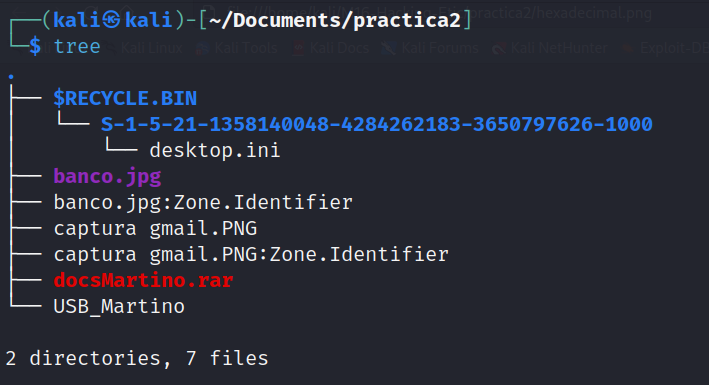 ┌──(kali㉿kali)-[~/Documents/practica2]
└─$ tree
.
├── $RECYCLE.BIN
│   └── S-1-5-21-1358140048-4284262183-3650797626-1000
│       └── desktop.ini
├── banco.jpg
├── banco.jpg:Zone.Identifier
├── captura gmail.PNG
├── captura gmail.PNG:Zone.Identifier
├── docsMartino.rar
└── USB_Martino
2 directories, 7 files